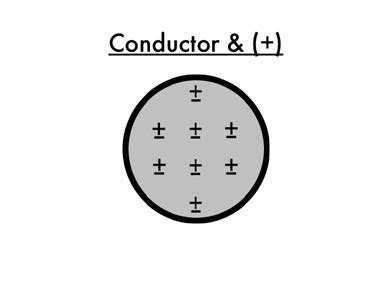 Conductor & (+)
±
± ± ±
± ± ±
±